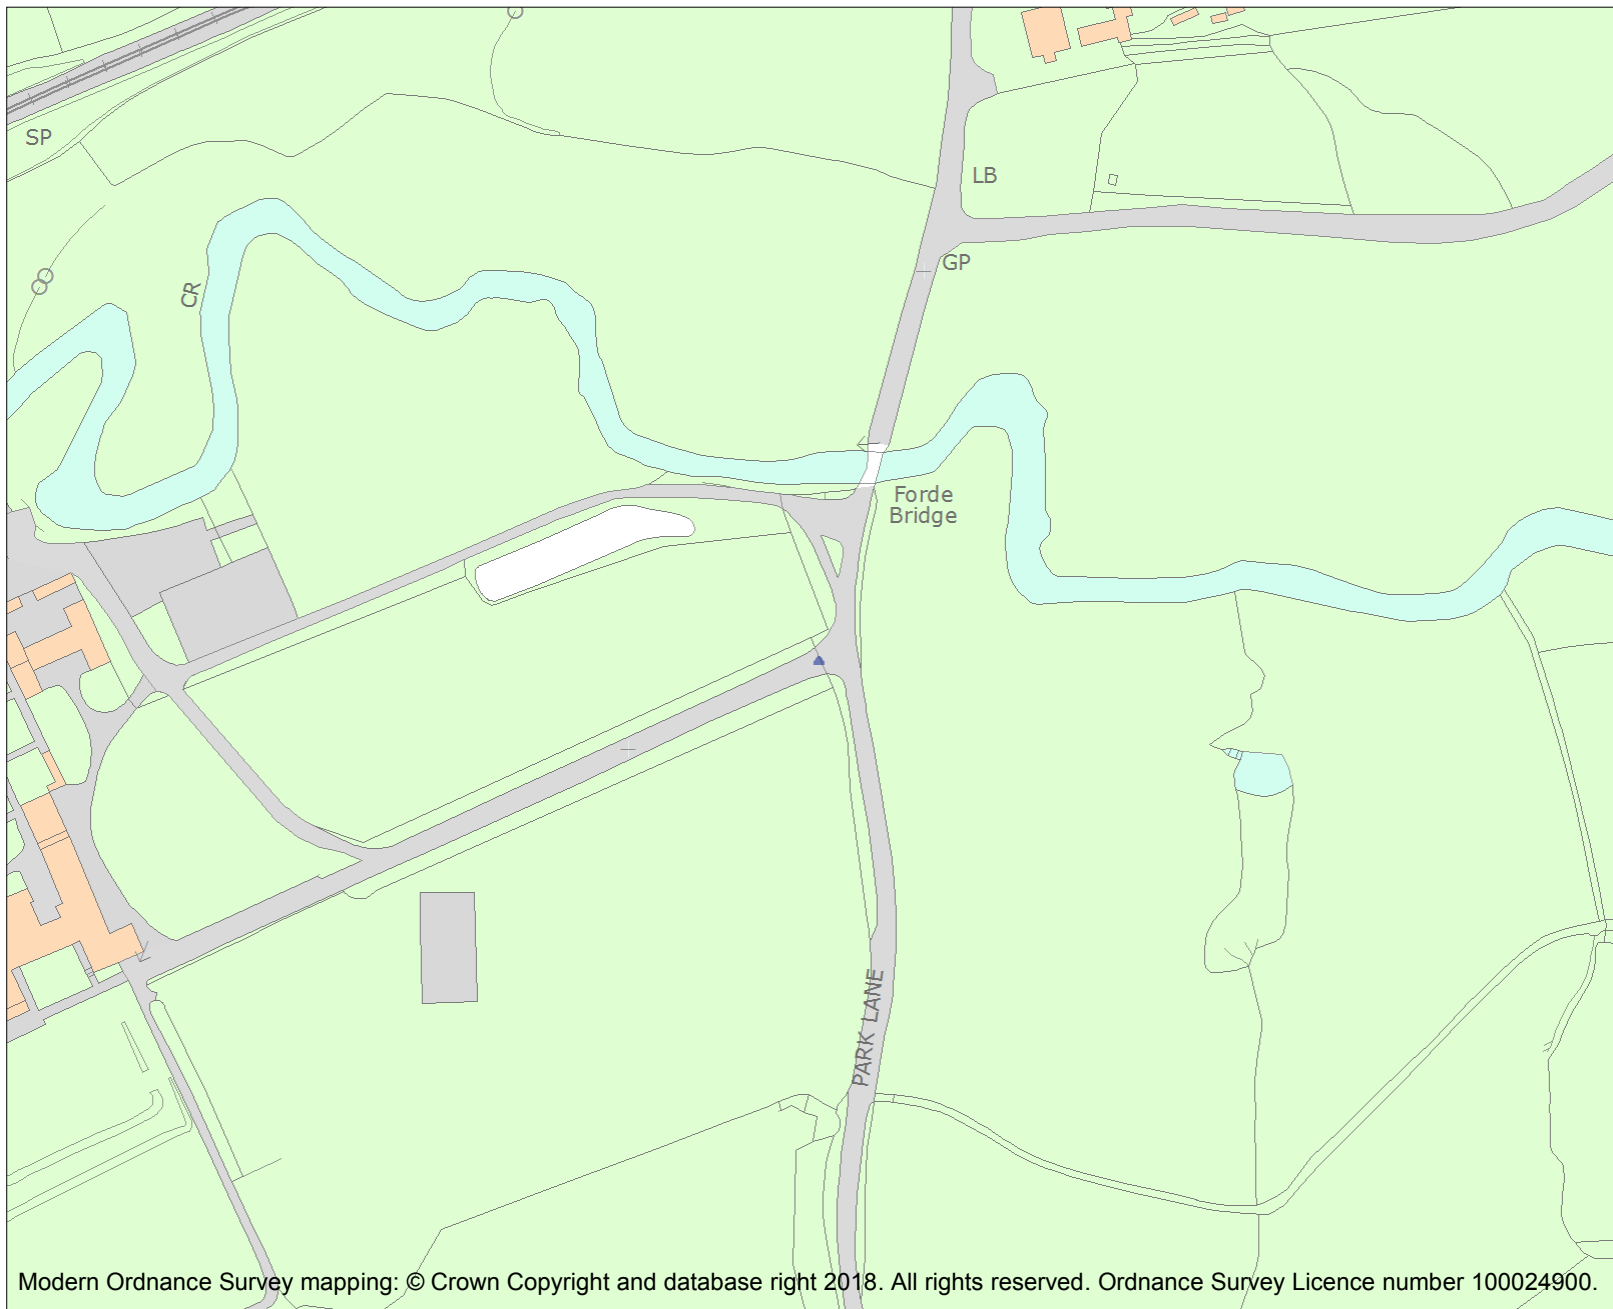 SP
LB
CR
GP
Forde
Bridge
PARK LANE
Modern Ordnance Survey mapping: © Crown Copyright and database right 2018. All rights reserved. Ordnance Survey Licence number 100024900.